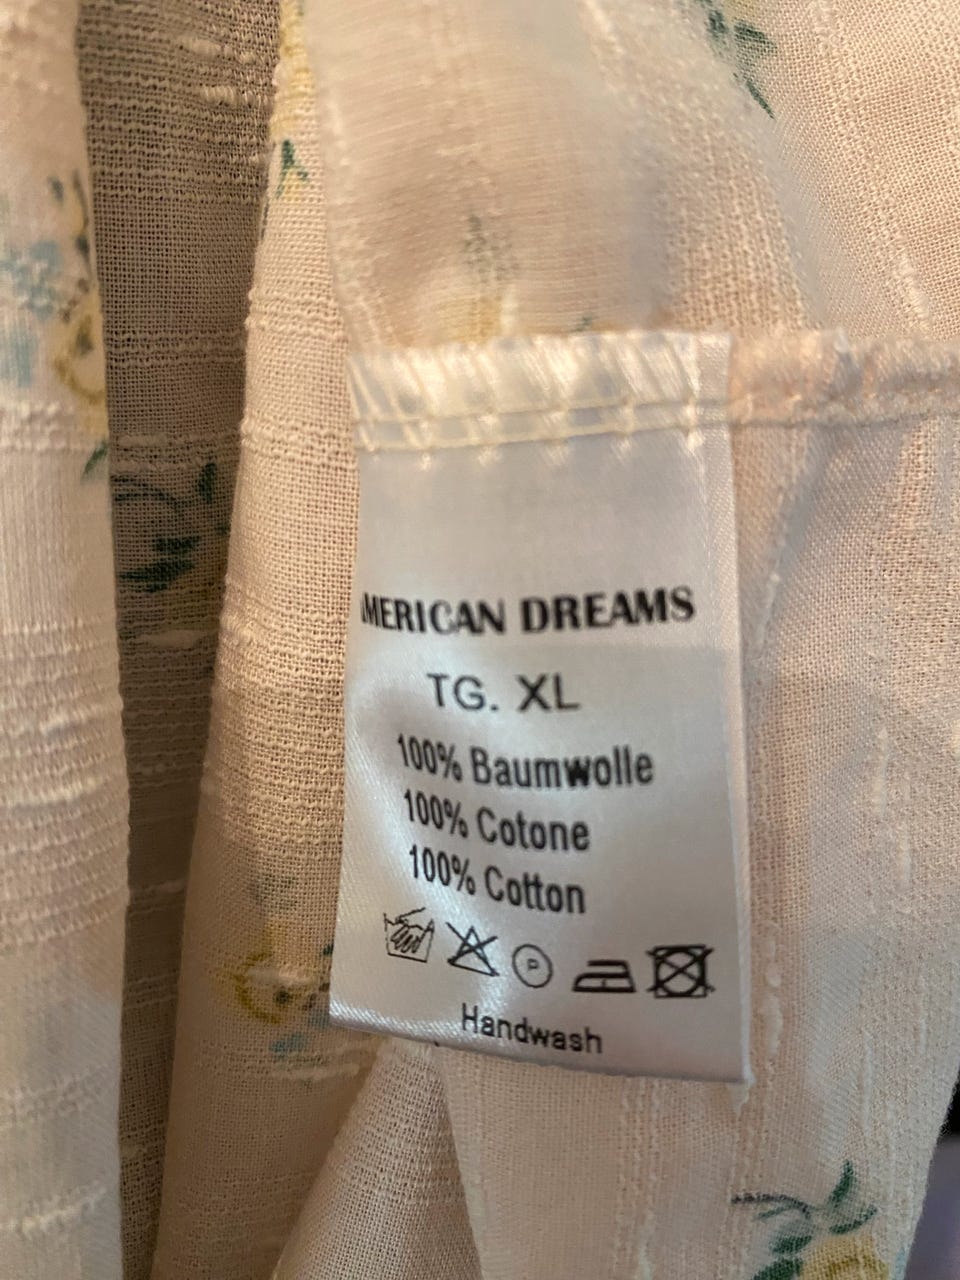 MERICAN DREAMS
TG. XL
100% Baumwolle
100% Cotone
100% Cotton
P
Handwash